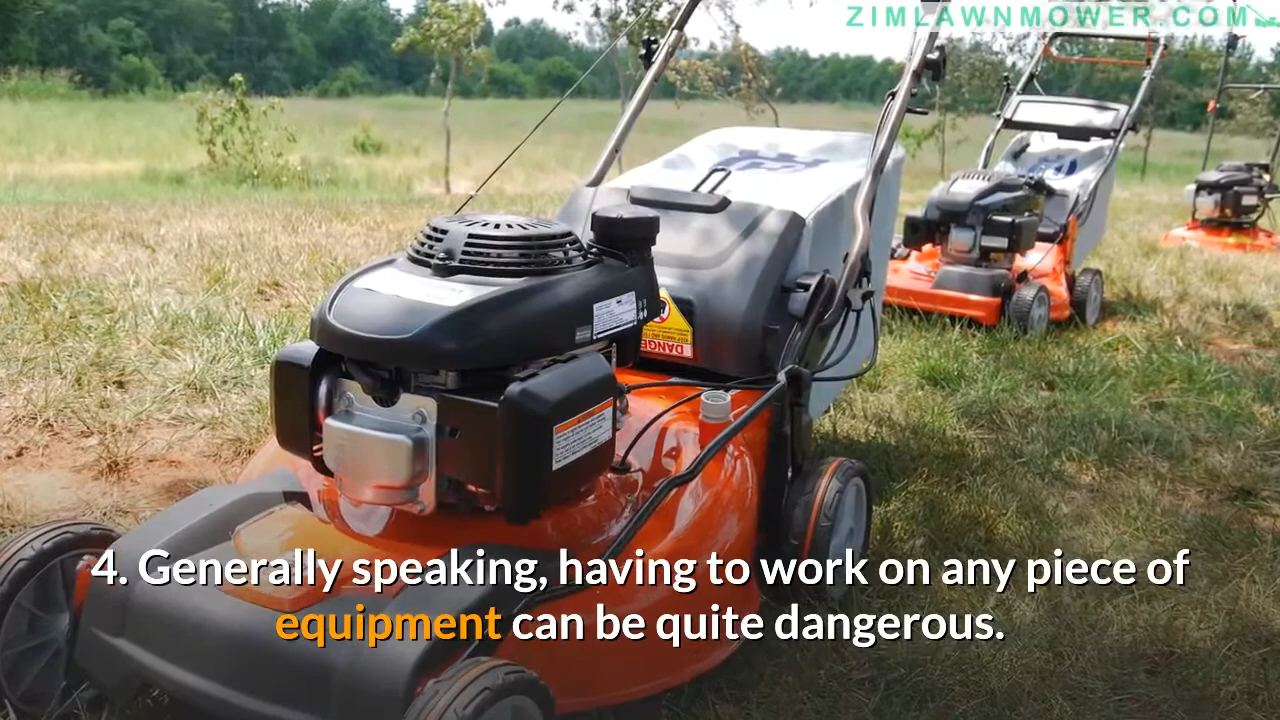 ZIMLAWNMOWER.COM
DANGER
4. Generally speaking, having to work on any piece of
equipment can be quite dangerous.